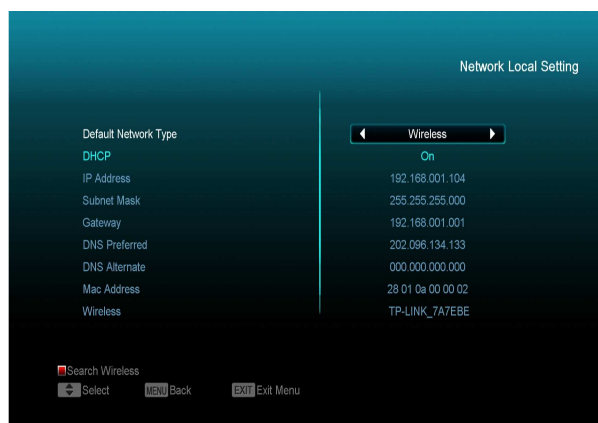 Network Local Setting
Default Network Type Wireless
DHCP On
IP Address 192.168.001.104
Subnet Mask 255.255.255.000
Gateway 192.168.001.001
DNS Preferred 202.096.134.133
DNS Alternate 000.000.000.000
Mac Address 28 01 0a 00 00 02
Wireless TP-LINK_7A7EBE
Search Wireless
Select MENU Back EXIT Exit Menu